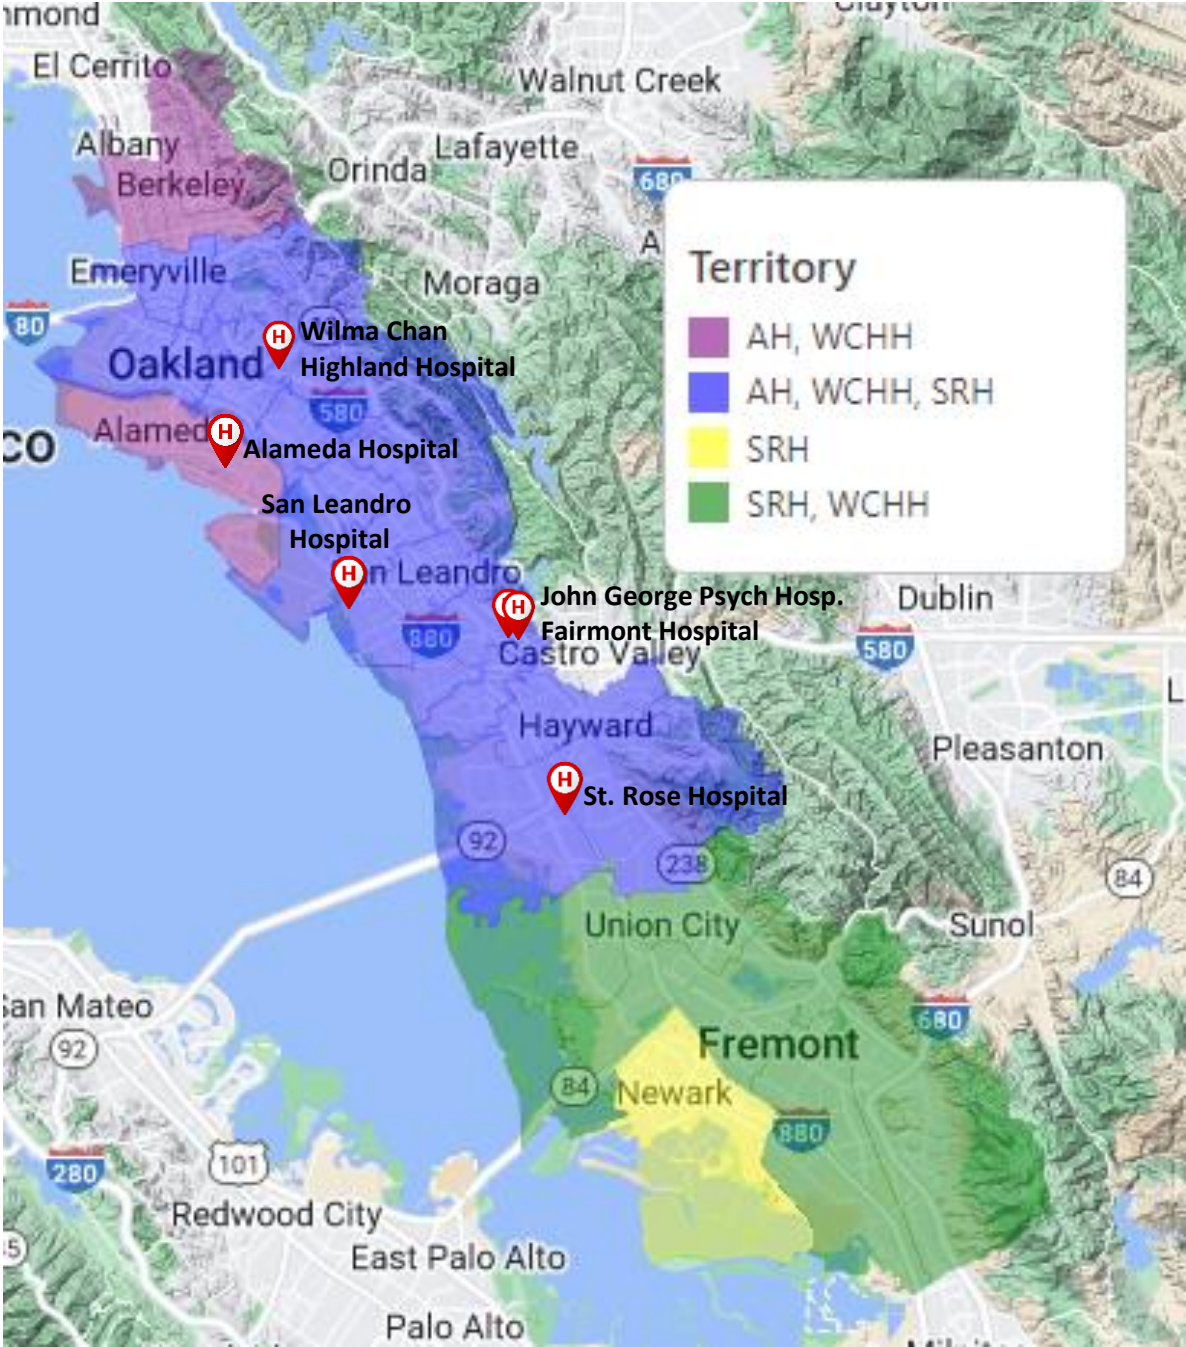 El Cerrito
Walnut Creek
Albany
Lafayette
Orinda
Berkeley
680
Emeryville
Moraga
80
Territory
AH, WCHH
AH, WCHH, SRH
SRH
SRH, WCHH
Wilma Chan
Highland Hospital
Oakland
580
Alamed
Alameda Hospital
San Leandro
Hospital
n Leandro
880
John George Psych Hosp.
Fairmont Hospital
Castro Valley
Dublin
580
Hayward
Pleasanton
St. Rose Hospital
92
238
84
Union City
Sunol
San Mateo
92
680
Fremont
84
Newark
880
101
280
Redwood City
East Palo Alto
Palo Alto